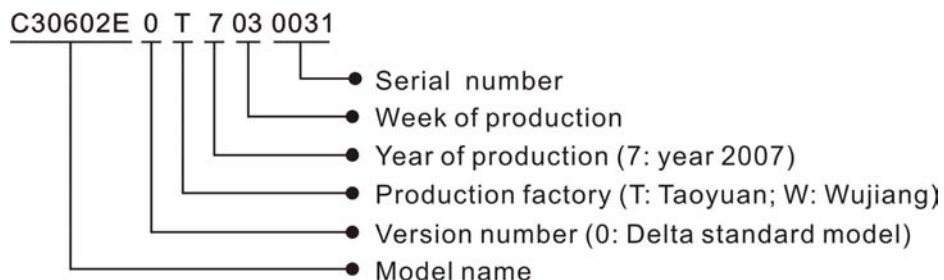 C30602E 0 T 7 03 0031
Serial number
Week of production
Year of production (7: year 2007)
Production factory (T: Taoyuan; W: Wujiang)
Version number (0: Delta standard model)
Model name